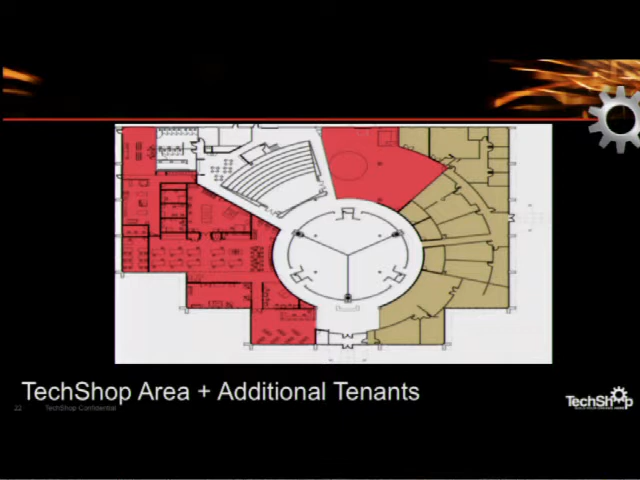 TechShop Area + Additional Tenants
22 TechShop Confidential
TechShop